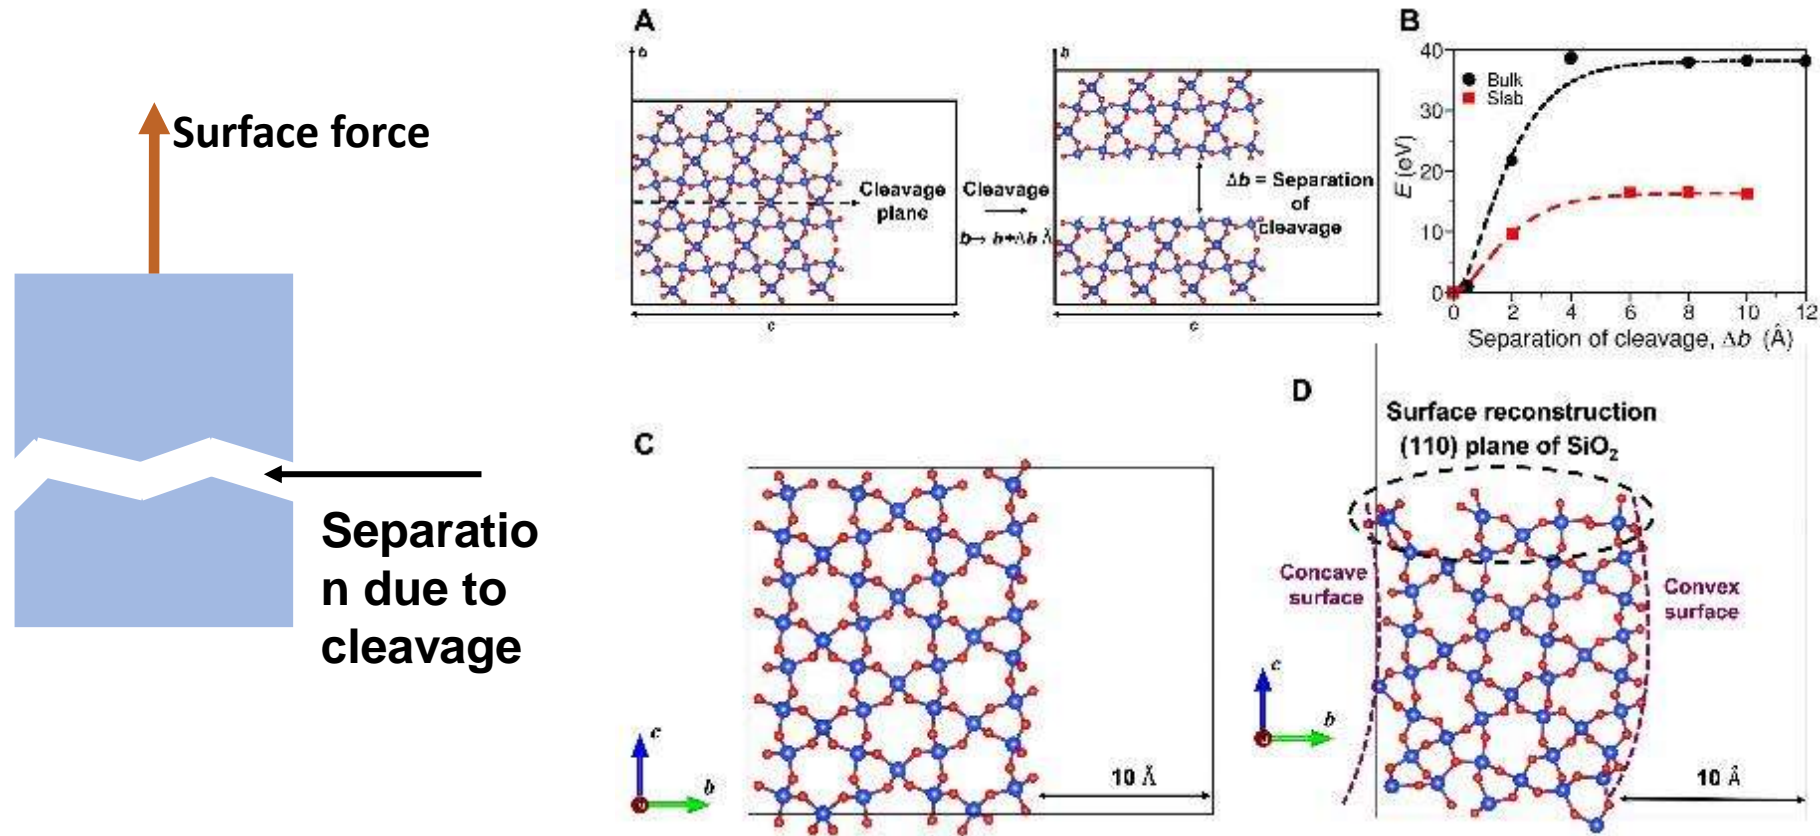 Surface force
Separatio
n due to
cleavage
A
b
Cleavage
plane
c
Cleavage
b→ b+Δb Å
b
Δb = Separation
of
cleavage
c
B
40
30
20
10
0
E (eV)
Bulk
Slab
0 2 4 6 8 10 12
Separation of cleavage, Δb (Å)
C
c
b
10 Å
D
Surface reconstruction
(110) plane of SiO₂
Concave
surface
Convex
surface
c
b
10 Å